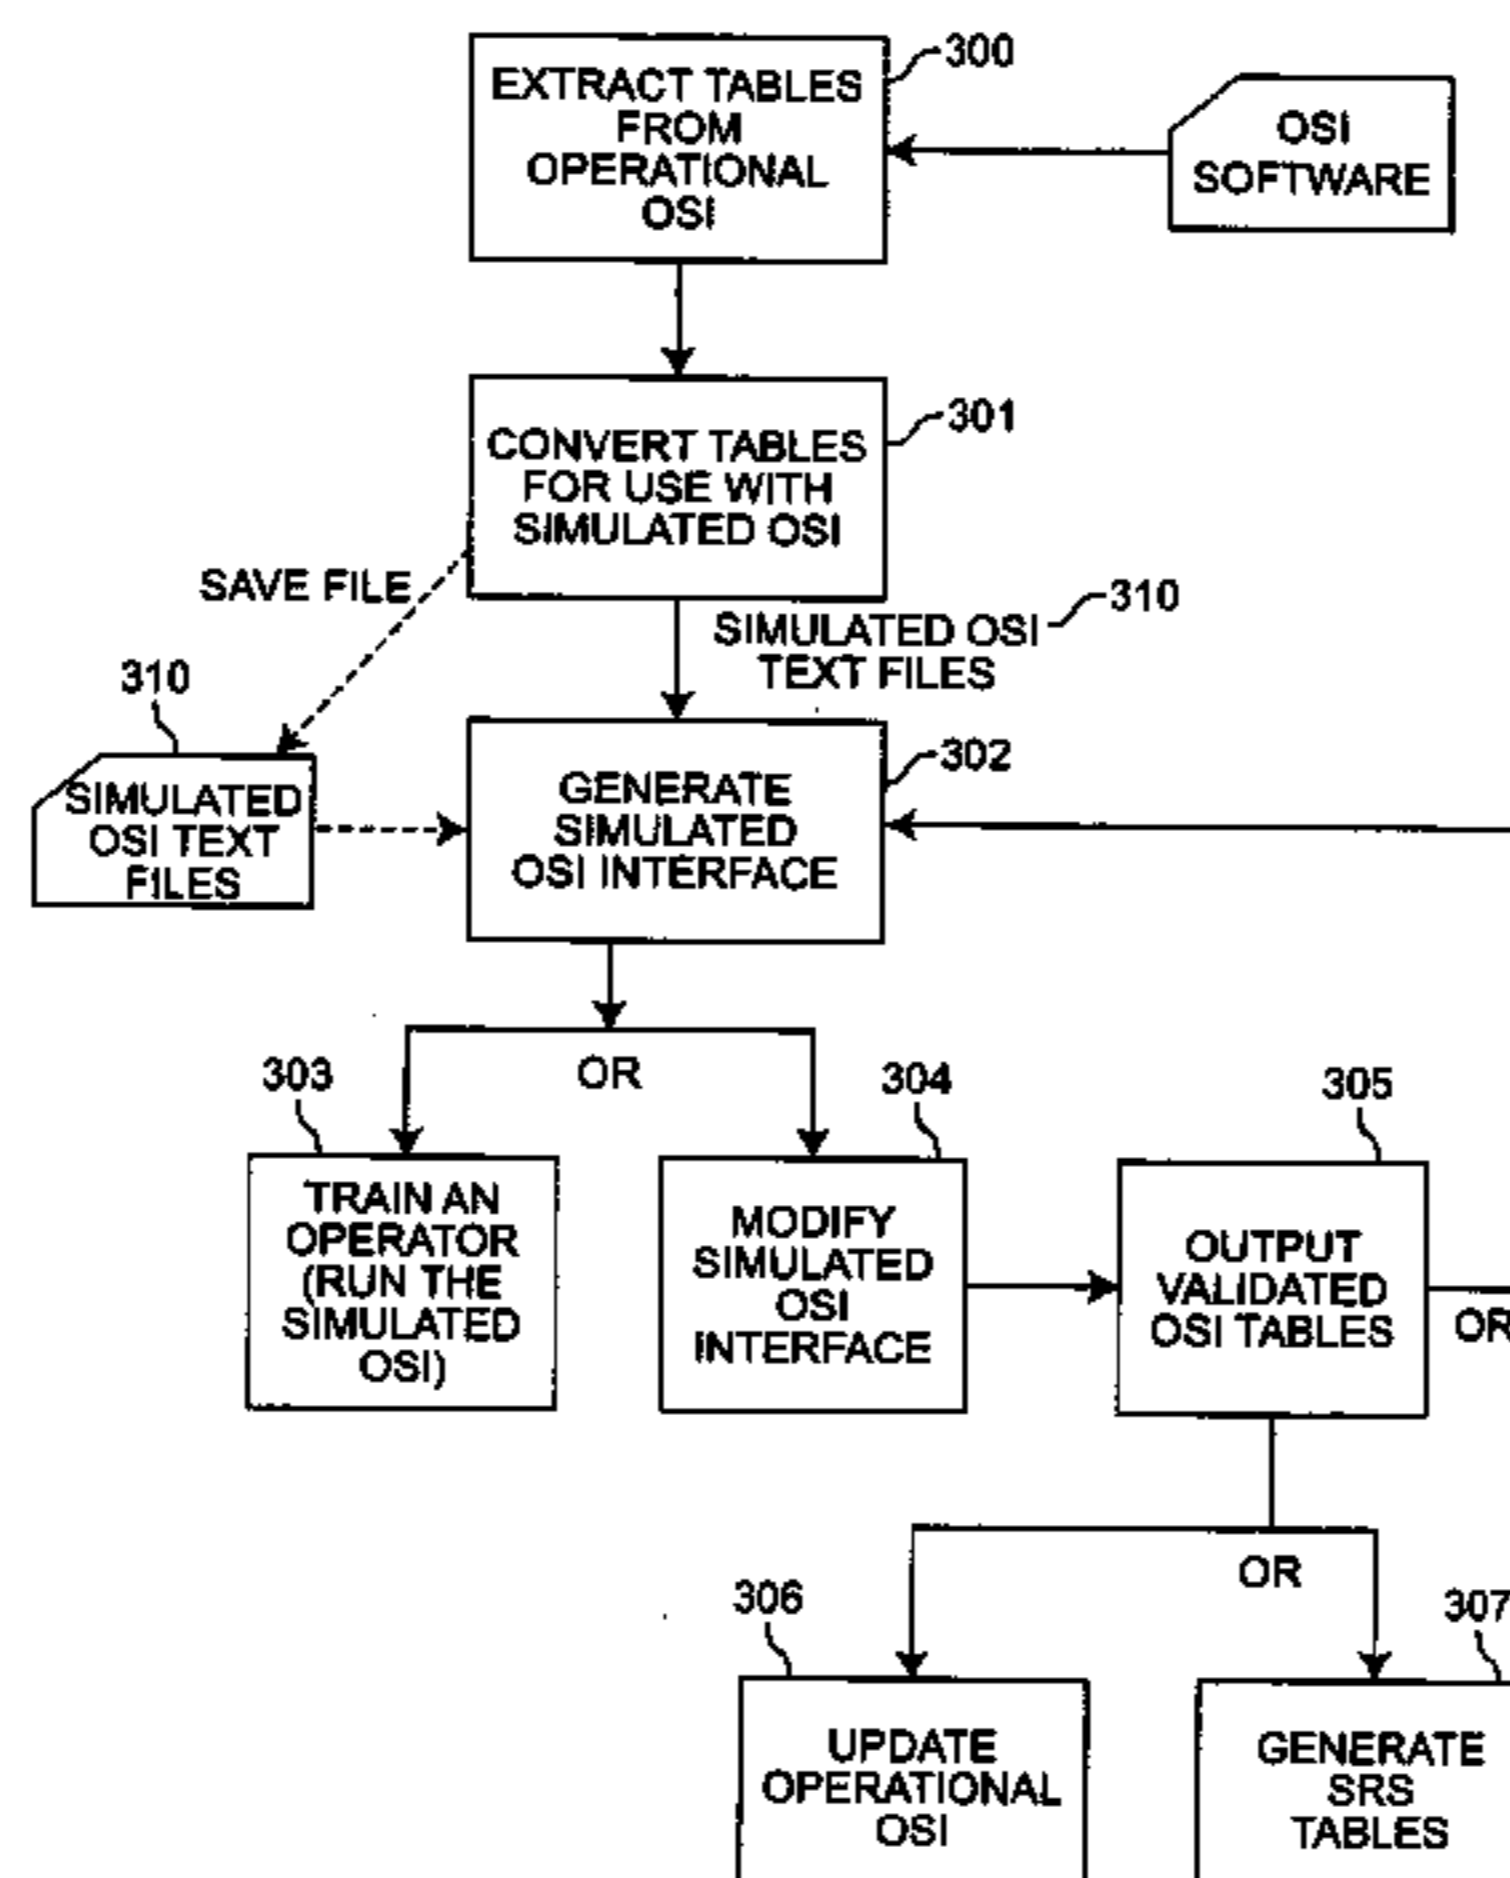 300
EXTRACT TABLES
FROM
OPERATIONAL
OSI
OSI
SOFTWARE
301
CONVERT TABLES
FOR USE WITH
SIMULATED OSI
SAVE FILE
310
SIMULATED OSI
TEXT FILES
310
SIMULATED
OSI TEXT
FILES
302
GENERATE
SIMULATED
OSI INTERFACE
OR
303
TRAIN AN
OPERATOR
(RUN THE
SIMULATED
OSI)
304
MODIFY
SIMULATED
OSI
INTERFACE
305
OUTPUT
VALIDATED
OSI TABLES
OR
OR
306
UPDATE
OPERATIONAL
OSI
307
GENERATE
SRS
TABLES